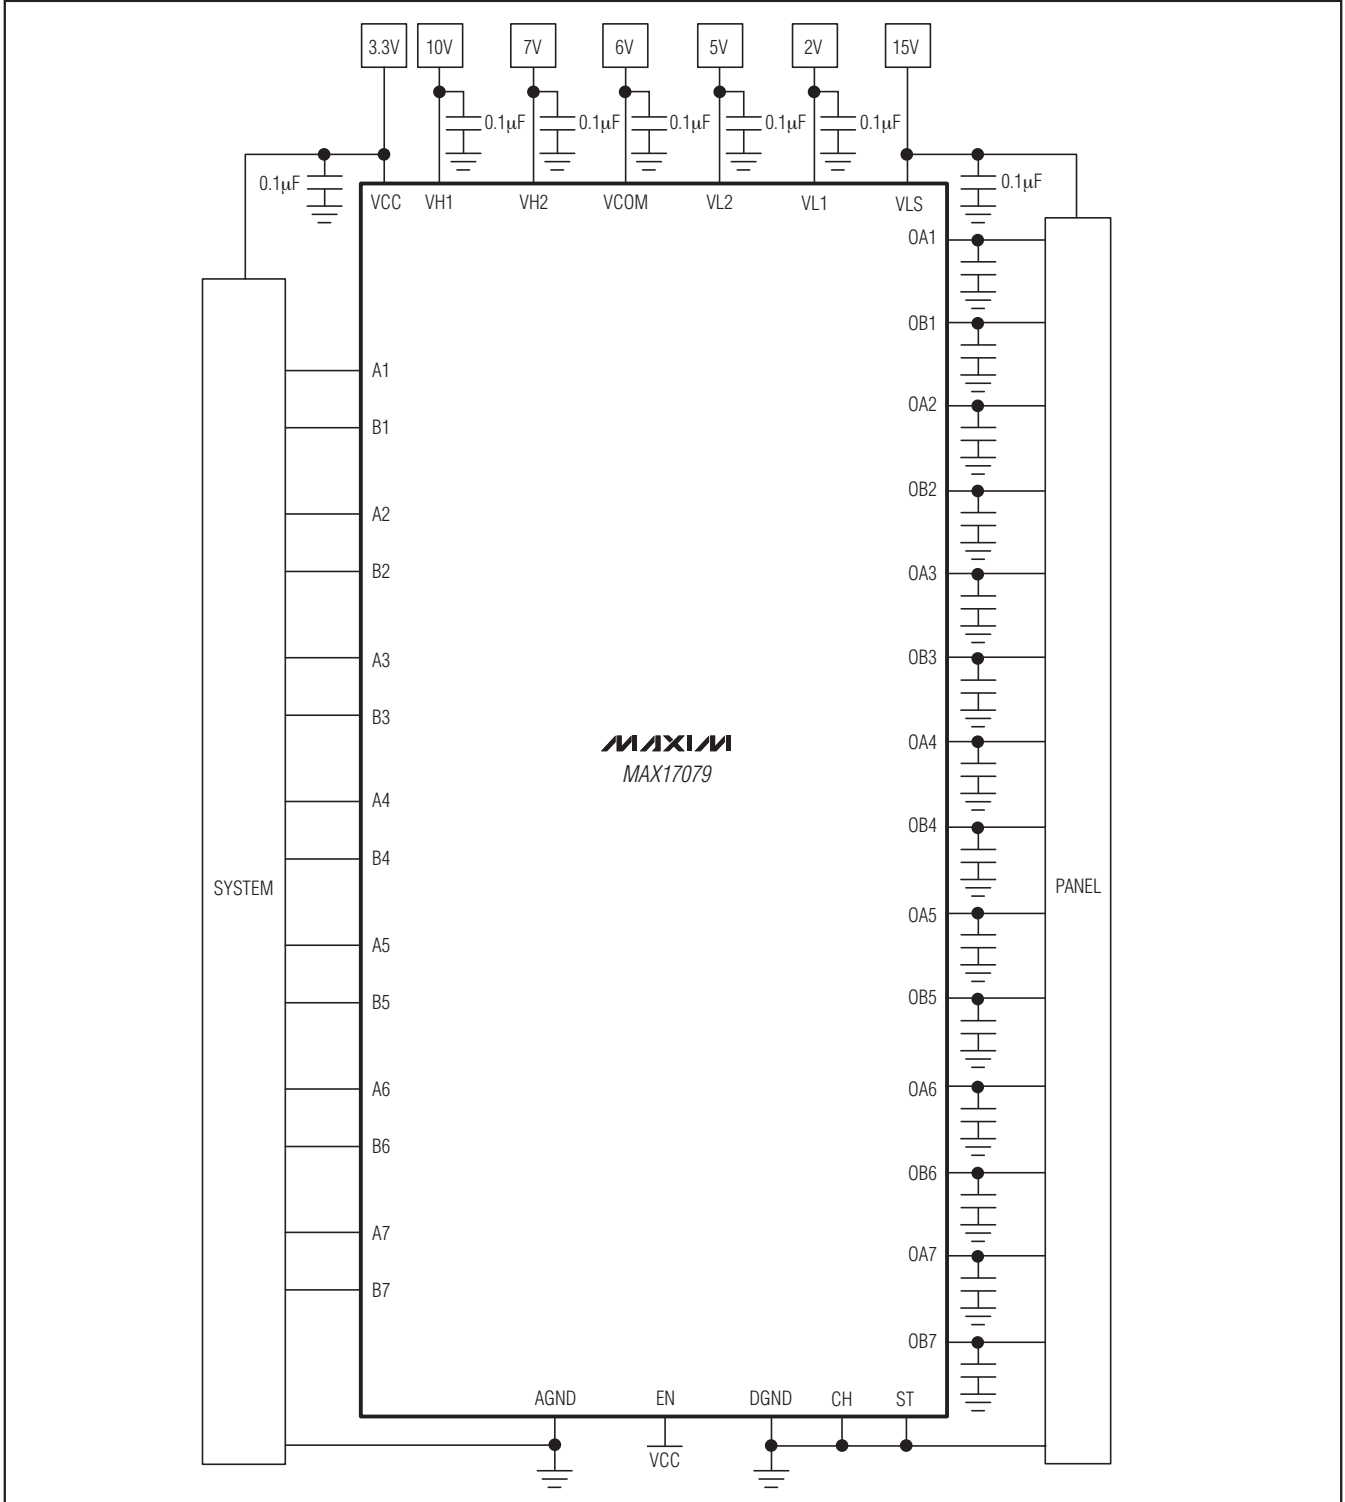 3.3V 10V 7V 6V 5V 2V 15V
0.1µF 0.1µF 0.1µF 0.1µF 0.1µF
0.1µF 0.1µF
VCC VH1 VH2 VCOM VL2 VL1 VLS
OA1
OB1
A1
OA2
B1
OB2
A2
B2 OA3
A3 OB3
B3
OA4
MAXIM
MAX17079
A4
OB4
B4
SYSTEM PANEL
OA5
A5
B5 OB5
A6 OA6
B6
OB6
A7
OA7
B7
OB7
AGND EN DGND CH ST
VCC